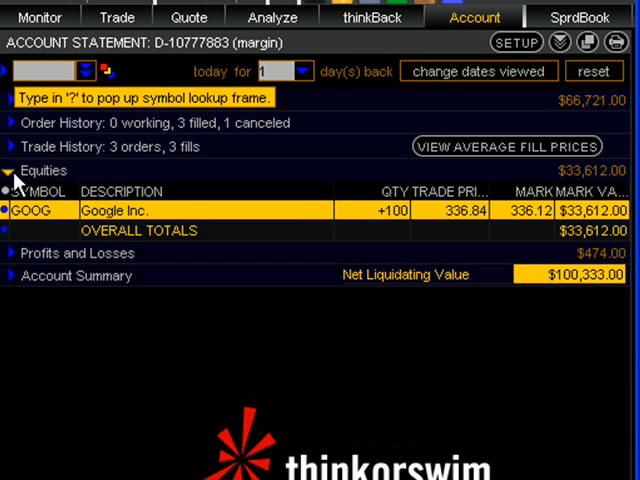 Monitor Trade Quote Analyze thinkBack Account SprdBook
ACCOUNT STATEMENT: D-10777883 (margin) SETUP
today for 1 day(s) back change dates viewed reset
Type in '?' to pop up symbol lookup frame. $66,721.00
Order History: 0 working, 3 filled, 1 canceled
Trade History: 3 orders, 3 fills VIEW AVERAGE FILL PRICES
Equities $33,612.00
SYMBOL DESCRIPTION QTY TRADE PRI... MARK MARK VA...
GOOG Google Inc. +100 336.84 336.12 $33,612.00
OVERALL TOTALS $33,612.00
Profits and Losses $474.00
Account Summary Net Liquidating Value $100,333.00
thinkorswim